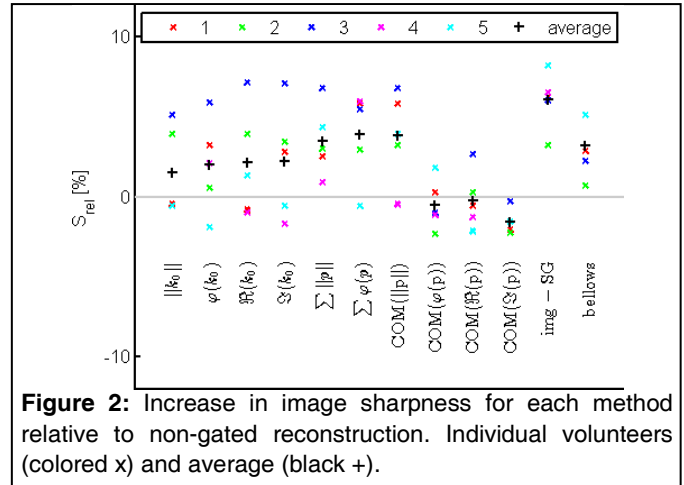 10
1 2 3 4 5 average
S_rel [%]
0
-10
||k₀||
φ(k₀)
ℜ(k₀)
ℑ(k₀)
∑ ||p||
∑ φ(p)
COM(||p||)
COM(φ(p))
COM(ℜ(p))
COM(ℑ(p))
img − SG
bellows
Figure 2: Increase in image sharpness for each method
relative to non-gated reconstruction. Individual volunteers
(colored x) and average (black +).